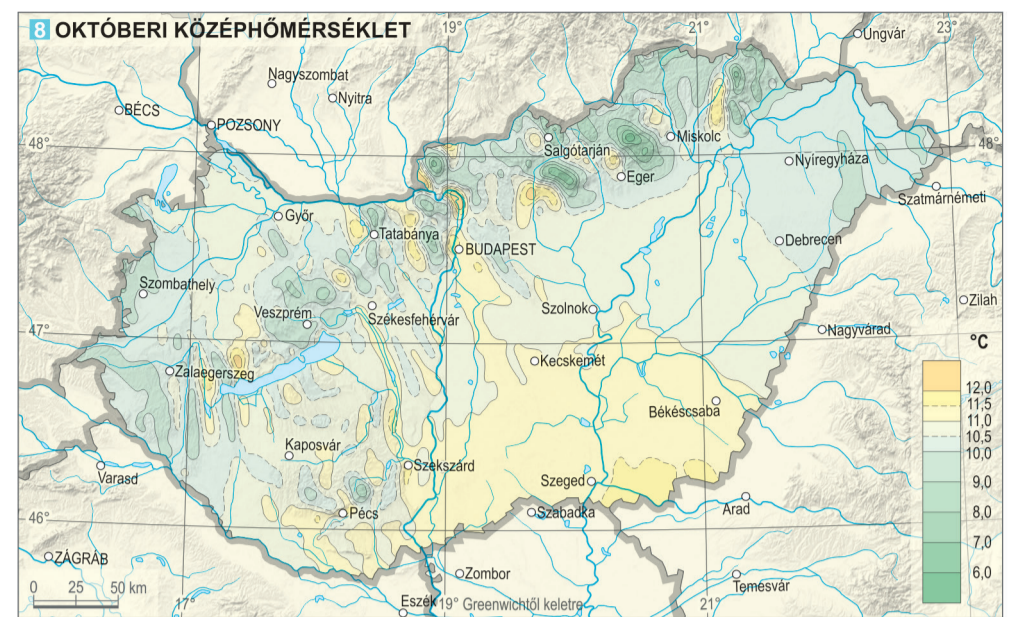 8 OKTÓBERI KÖZÉPHŐMÉRSÉKLET
19°
21°
23°
Ungvár
Nagyszombat
Nyitra
BÉCS
POZSONY
48°
Salgótarján
Miskolc
48°
Nyíregyháza
Eger
Szatmárnémeti
Győr
Tatabánya
BUDAPEST
Debrecen
Szombathely
Veszprém
Székesfehérvár
Szolnok
Zilah
47°
Nagyvárad
Kecskemét
Zalaegerszeg
°C
12,0
11,5
11,0
10,5
10,0
9,0
8,0
7,0
6,0
Békéscsaba
Kaposvár
Szekszárd
Varasd
Szeged
46°
Pécs
Szabadka
Arad
ZÁGRÁB
Zombor
Temesvár
0 25 50 km
17°
Eszék
19° Greenwichtől keletre
21°